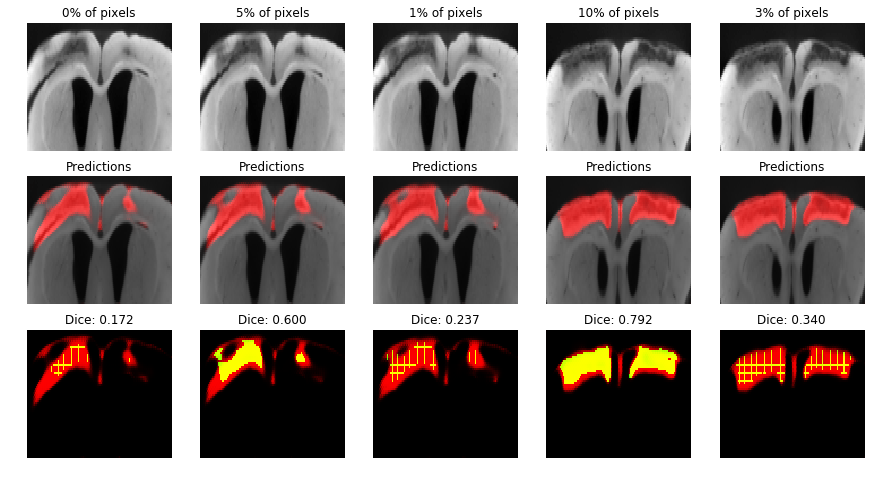 0% of pixels 5% of pixels 1% of pixels 10% of pixels 3% of pixels
Predictions Predictions Predictions Predictions Predictions
Dice: 0.172 Dice: 0.600 Dice: 0.237 Dice: 0.792 Dice: 0.340